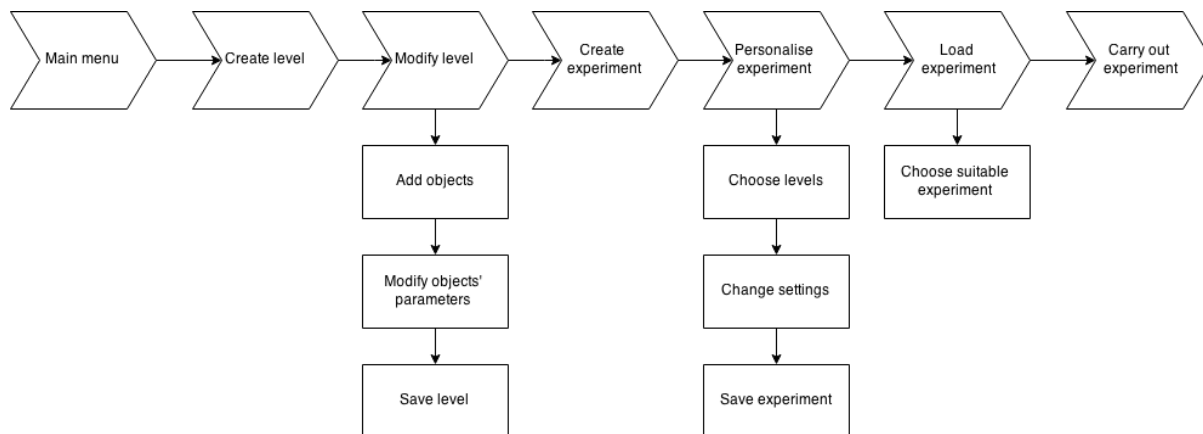 Main menu
Create level
Modify level
Create
experiment
Personalise
experiment
Load
experiment
Carry out
experiment
Add objects
Modify objects'
parameters
Save level
Choose levels
Change settings
Save experiment
Choose suitable
experiment